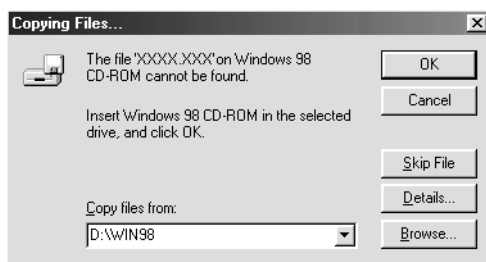 Copying Files...
The file 'XXXX.XXX'on Windows 98
CD-ROM cannot be found.
Insert Windows 98 CD-ROM in the selected
drive, and click OK.
Copy files from:
D:\WIN98
OK
Cancel
Skip File
Details...
Browse...